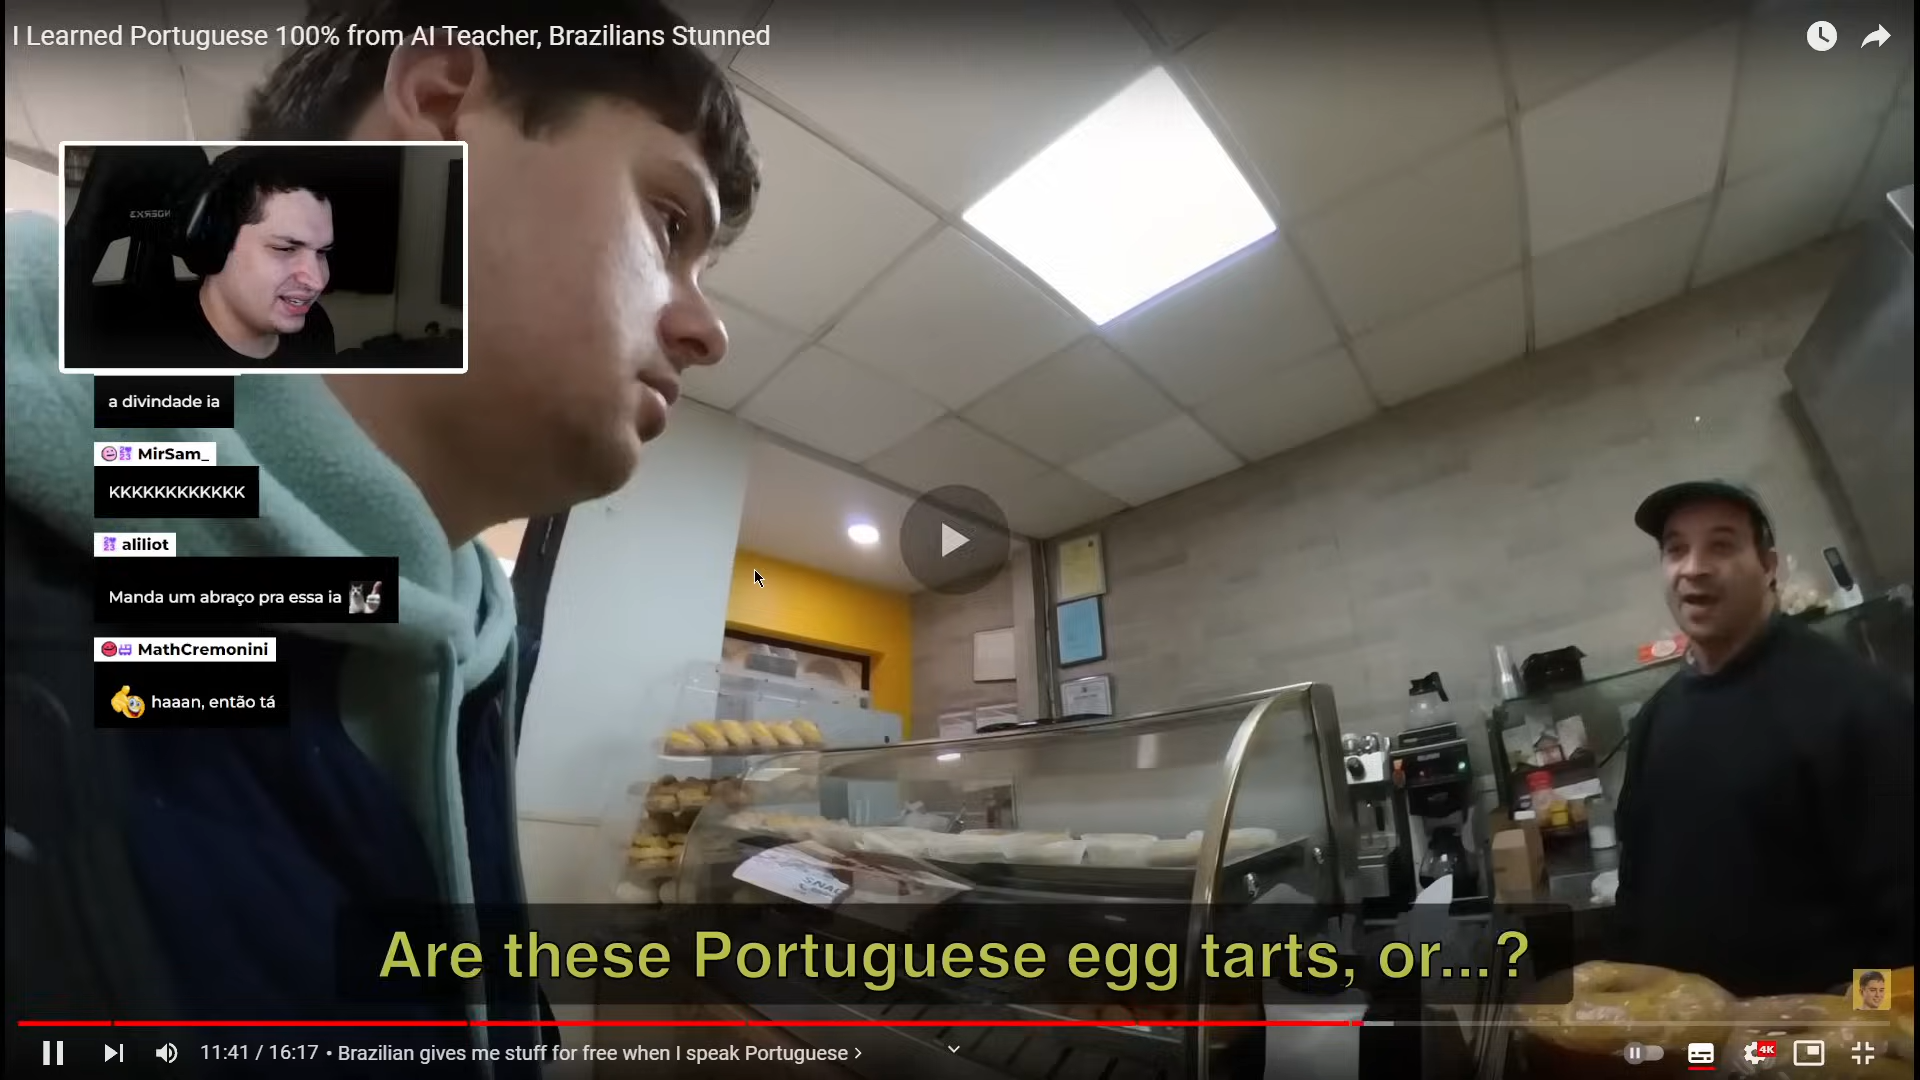 I Learned Portuguese 100% from AI Teacher, Brazilians Stunned
a divindade ia
MirSam_
KKKKKKKKKKKK
aliliot
Manda um abraço pra essa ia
MathCremonini
haaan, então tá
Are these Portuguese egg tarts, or...?
11:41 / 16:17 • Brazilian gives me stuff for free when I speak Portuguese
4K